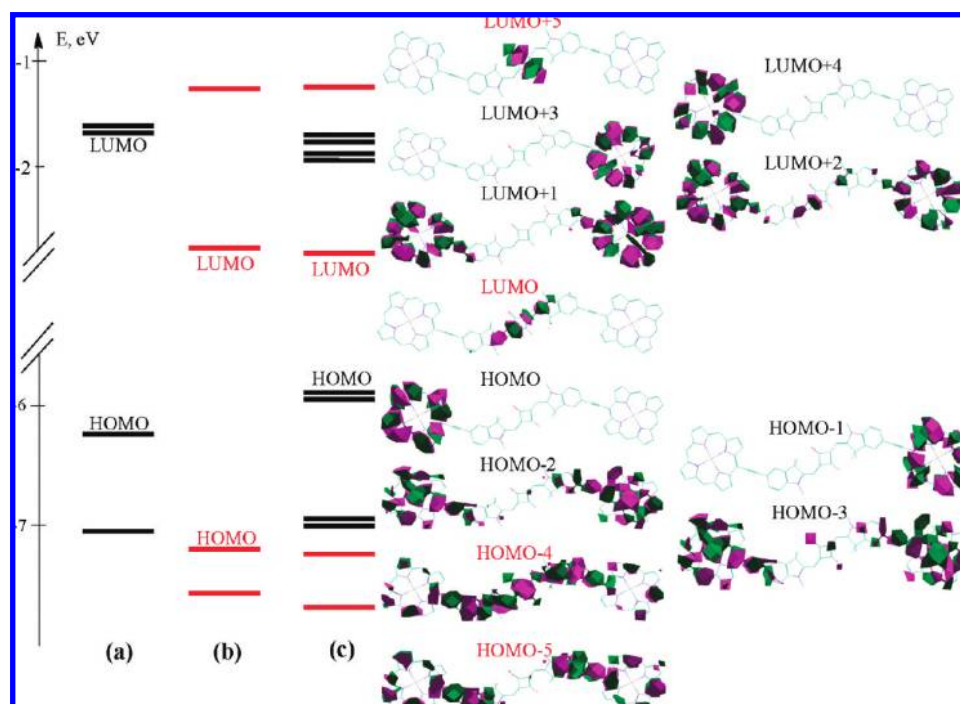 LUMO+5
E, eV
-1
LUMO+4
LUMO+3
LUMO
-2
LUMO+2
LUMO+1
LUMO
LUMO
LUMO
HOMO
HOMO
-6
HOMO
HOMO-1
HOMO-2
HOMO-3
-7
HOMO
HOMO-4
(a)
(b)
(c)
HOMO-5